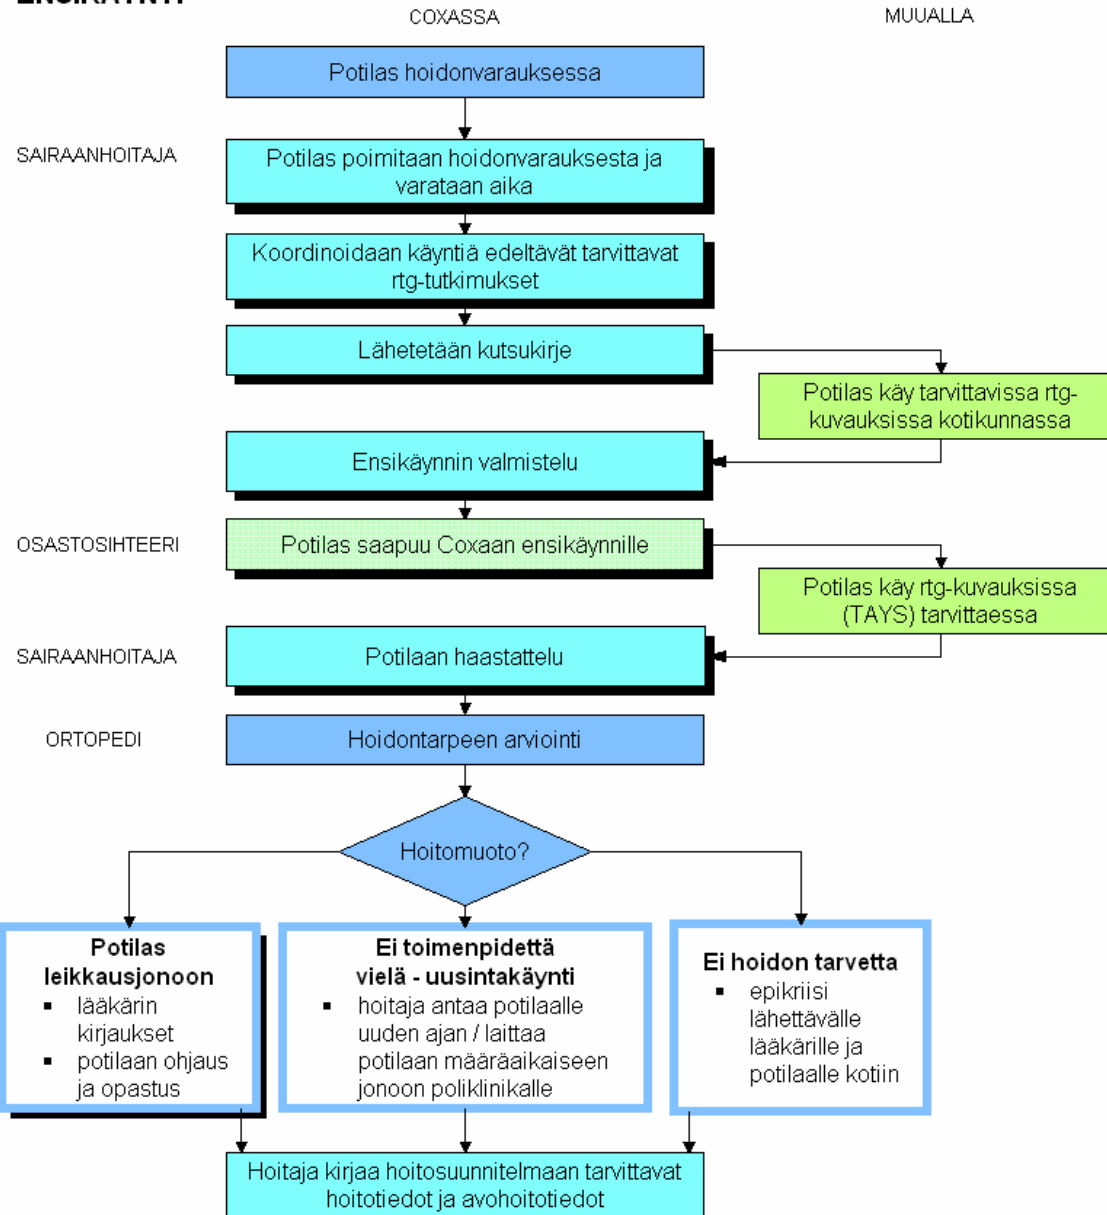 ENSIKÄYNTI
COXASSA
MUUALLA
Potilas hoidonvarauksessa
SAIRAANHOITAJA
Potilas poimitaan hoidonvarauksesta ja
varataan aika
Koordinoidaan käyntiä edeltävät tarvittavat
rtg-tutkimukset
Lähetetään kutsukirje
Potilas käy tarvittavissa rtg-
kuvauksissa kotikunnassa
Ensikäynnin valmistelu
OSASTOSIHTEERI
Potilas saapuu Coxaan ensikäynnille
Potilas käy rtg-kuvauksissa
(TAYS) tarvittaessa
SAIRAANHOITAJA
Potilaan haastattelu
ORTOPEDI
Hoidontarpeen arviointi
Hoitomuoto?
Potilas
leikkausjonoon
▪ lääkärin
kirjaukset
▪ potilaan ohjaus
ja opastus
Ei toimenpidettä
vielä - uusintakäynti
▪ hoitaja antaa potilaalle
uuden ajan / laittaa
potilaan määräaikaiseen
jonoon poliklinikalle
Ei hoidon tarvetta
▪ epikriisi
lähettävälle
lääkärille ja
potilaalle kotiin
Hoitaja kirjaa hoitosuunnitelmaan tarvittavat
hoitotiedot ja avohoitotiedot